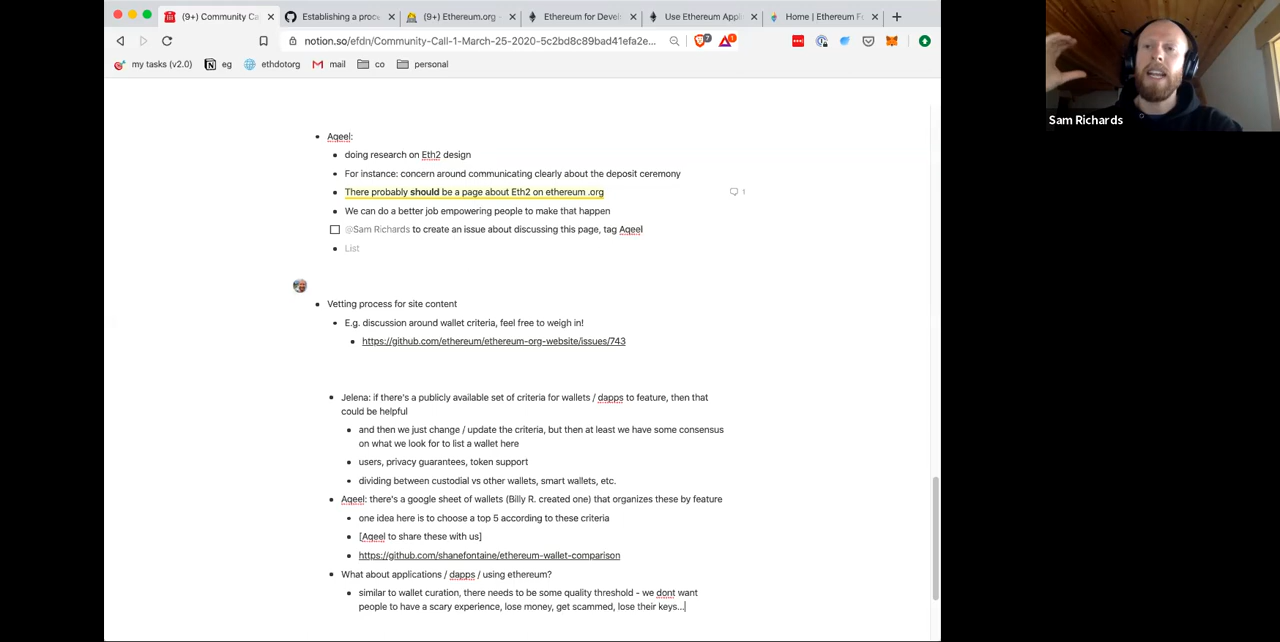 (9+) Community Ca
Establishing a proce
(9+) Ethereum.org -
Ethereum for Devel
Use Ethereum Appl
Home | Ethereum Fo
notion.so/efdn/Community-Call-1-March-25-2020-5c2bd8c89bad41efa2e...
7
1
my tasks (v2.0)
eg
ethdotorg
mail
co
personal
Sam Richards
Aqeel:
doing research on Eth2 design
For instance: concern around communicating clearly about the deposit ceremony
There probably should be a page about Eth2 on ethereum .org
1
We can do a better job empowering people to make that happen
@Sam Richards to create an issue about discussing this page, tag Aqeel
List
Vetting process for site content
E.g. discussion around wallet criteria, feel free to weigh in!
https://github.com/ethereum/ethereum-org-website/issues/743
Jelena: if there's a publicly available set of criteria for wallets / dapps to feature, then that
could be helpful
and then we just change / update the criteria, but then at least we have some consensus
on what we look for to list a wallet here
users, privacy guarantees, token support
dividing between custodial vs other wallets, smart wallets, etc.
Aqeel: there's a google sheet of wallets (Billy R. created one) that organizes these by feature
one idea here is to choose a top 5 according to these criteria
[Aqeel to share these with us]
https://github.com/shanefontaine/ethereum-wallet-comparison
What about applications / dapps / using ethereum?
similar to wallet curation, there needs to be some quality threshold - we dont want
people to have a scary experience, lose money, get scammed, lose their keys...